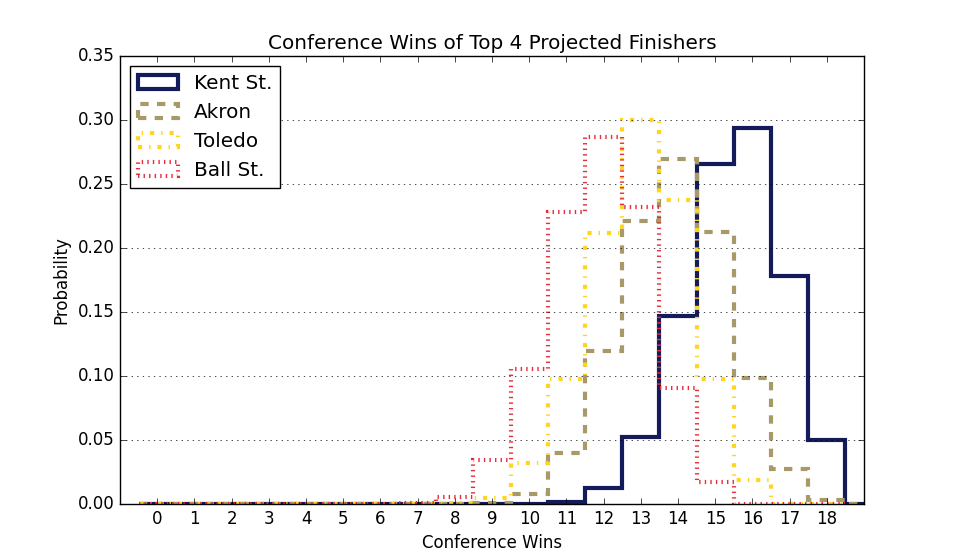 Conference Wins of Top 4 Projected Finishers
0.35
0.30
0.25
0.20
0.15
0.10
0.05
0.00
Probability
Kent St.
Akron
Toledo
Ball St.
0 1 2 3 4 5 6 7 8 9 10 11 12 13 14 15 16 17 18
Conference Wins